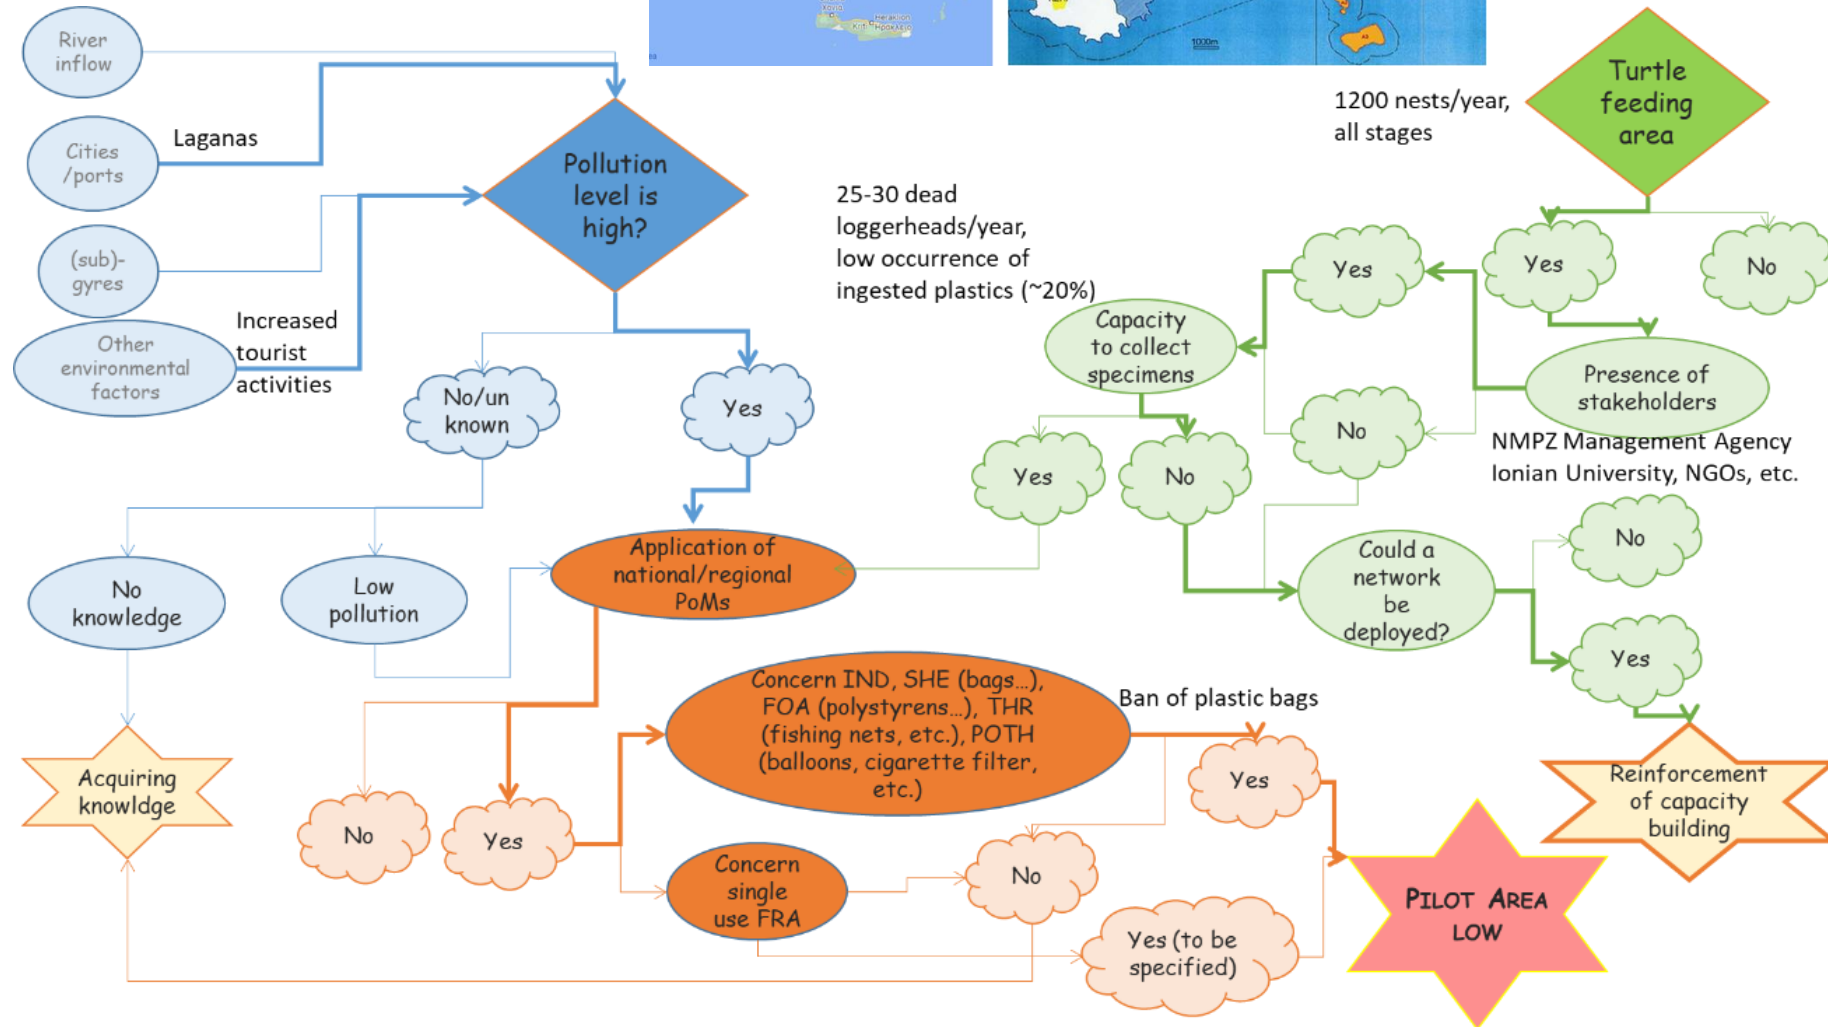 River
inflow
Cities
/ports
Laganas
(sub)-
gyres
Other
environmental
factors
Increased
tourist
activities
Pollution
level is
high?
No/un
known
Yes
No
knowledge
Low
pollution
Acquiring
knowldge
Χανιά
Heraklion
Ηράκλειο
1000m
25-30 dead
loggerheads/year,
low occurrence of
ingested plastics (~20%)
1200 nests/year,
all stages
Turtle
feeding
area
Yes
No
Presence of
stakeholders
NMPZ Management Agency
Ionian University, NGOs, etc.
Yes
No
Capacity
to collect
specimens
Yes
No
Could a
network
be
deployed?
No
Yes
Reinforcement
of capacity
building
Application of
national/regional
PoMs
No
Yes
Concern IND, SHE (bags...),
FOA (polystyrens...), THR
(fishing nets, etc.), POTH
(balloons, cigarette filter,
etc.)
Ban of plastic bags
Yes
Concern
single
use FRA
No
Yes (to be
specified)
PILOT AREA
LOW